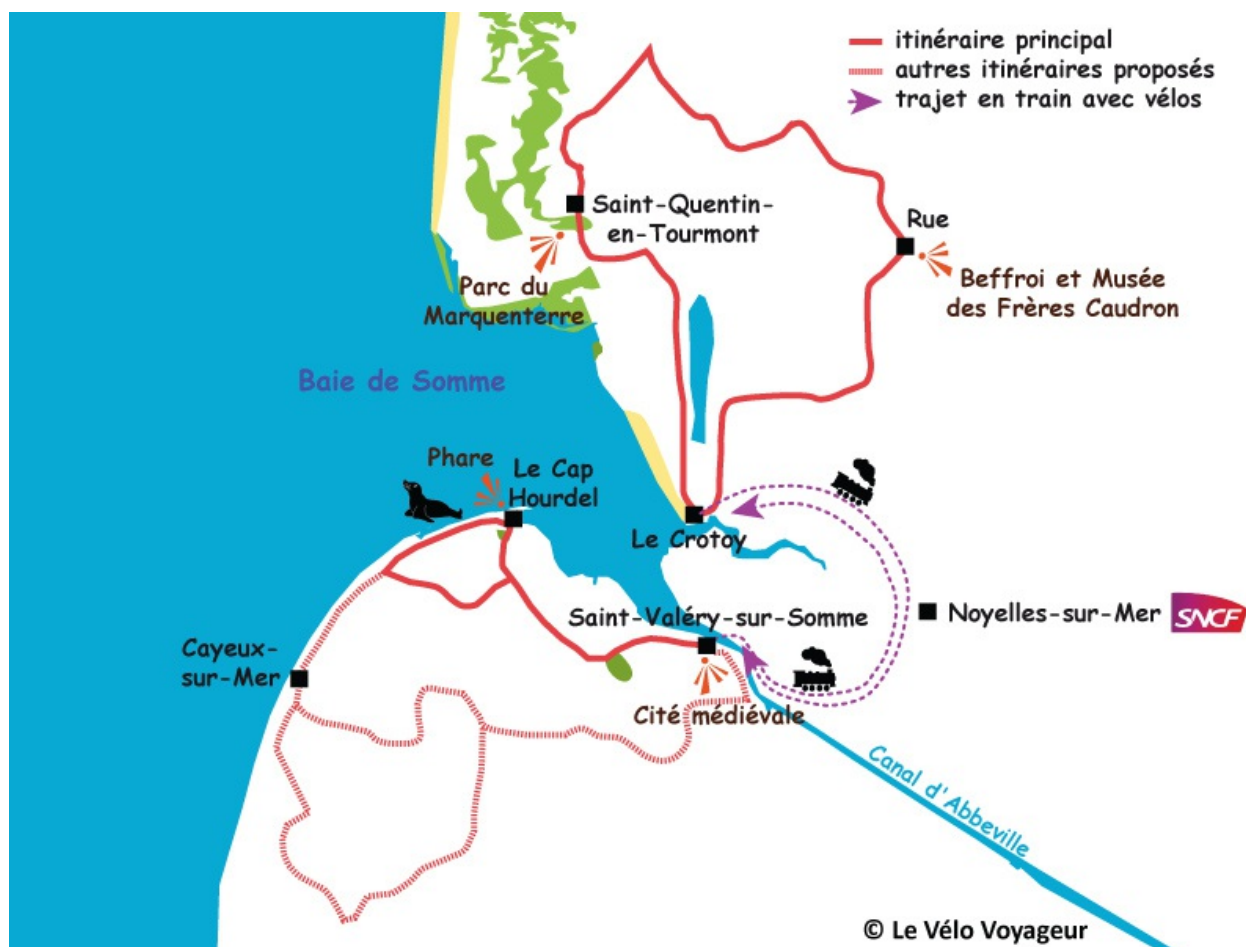 itinéraire principal
autres itinéraires proposés
trajet en train avec vélos
Saint-Quentin-
en-Tourmont
Rue
Parc du
Marquenterre
Beffroi et Musée
des Frères Caudron
Baie de Somme
Phare
Le Cap
Hourdel
Le Crotoy
Saint-Valéry-sur-Somme
Noyelles-sur-Mer
SNCF
Cayeux-
sur-Mer
Cité médiévale
Canal d'Abbeville
© Le Vélo Voyageur